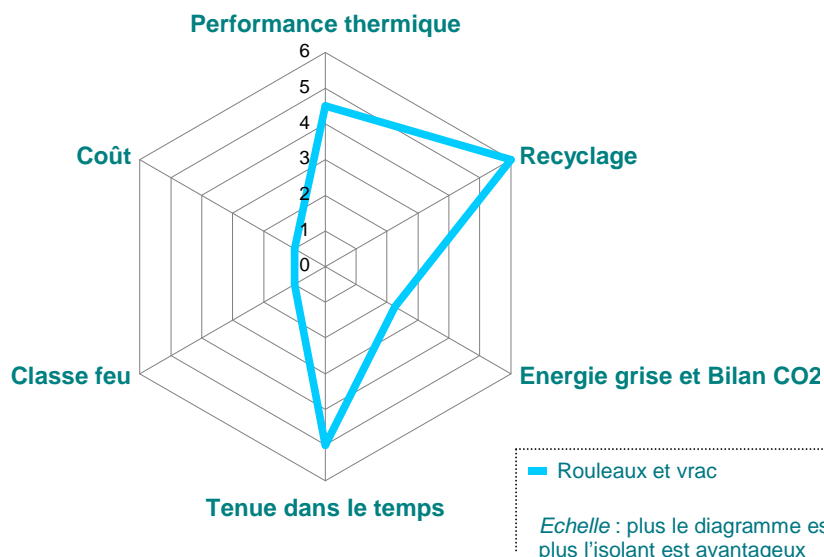 Performance thermique
6
5
4
3
2
1
0
Coût
Recyclage
Classe feu
Energie grise et Bilan CO2
Tenue dans le temps
Rouleaux et vrac
Echelle : plus le diagramme es
plus l'isolant est avantageux